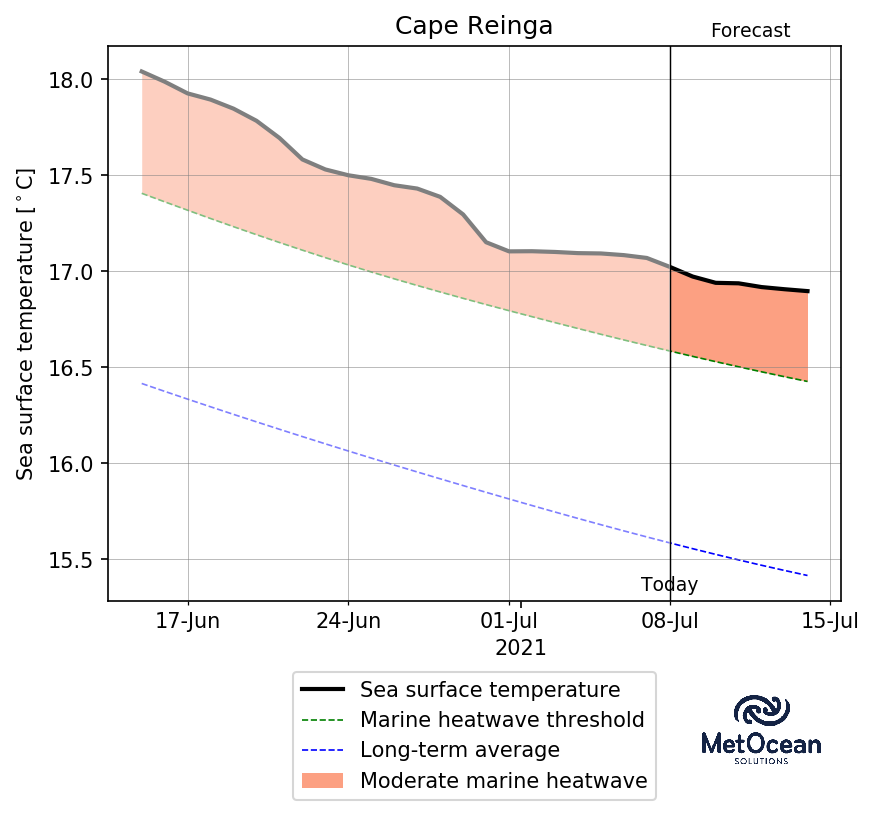 Cape Reinga
Forecast
Sea surface temperature [°C]
18.0
17.5
17.0
16.5
16.0
15.5
Today
17-Jun 24-Jun 01-Jul 08-Jul 15-Jul
2021
Sea surface temperature
Marine heatwave threshold
Long-term average
Moderate marine heatwave
MetOcean
SOLUTIONS